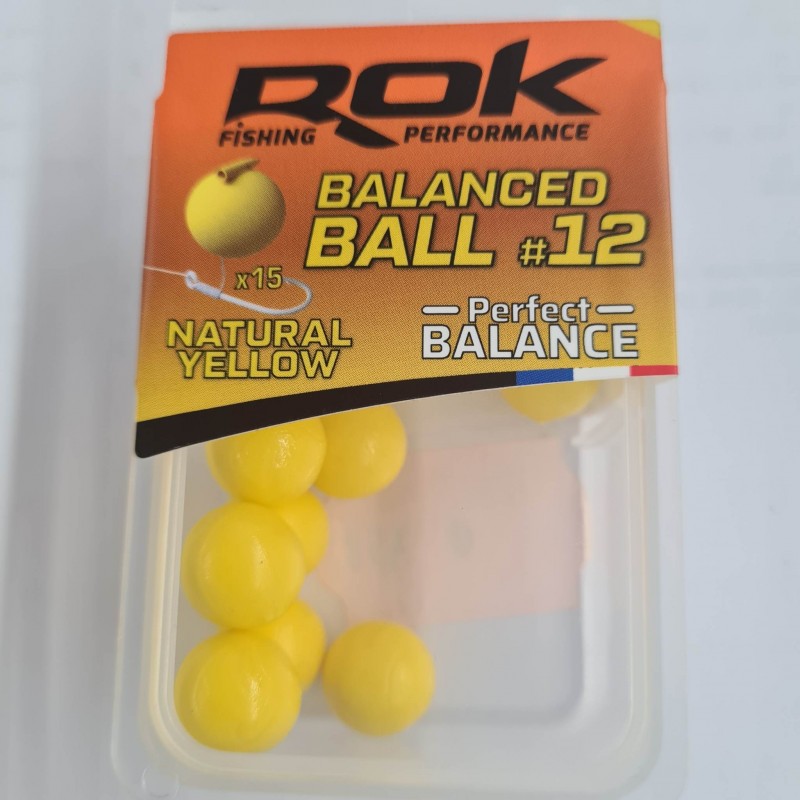 ROK
FiSHING PERFORMANCE
BALANCED
BALL #12
x15
NATURAL
YELLOW
Perfect
BALANCE